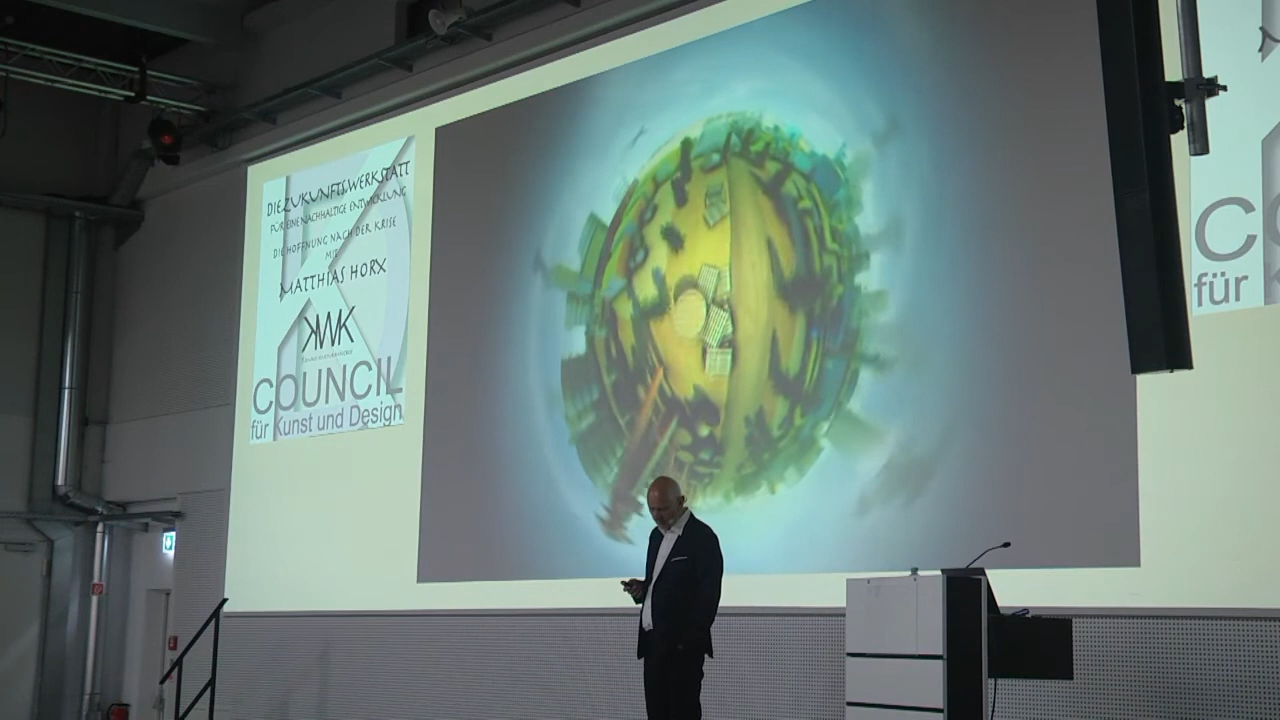 DIE ZUKUNFTSWERKSTATT
FÜR EINE NACHHALTIGE ENTWICKLUNG
DIE HOFFNUNG NACH DER KRISE
MIT
MATTHIAS HORX
KWK
COUNCIL
für Kunst und Design
C
für